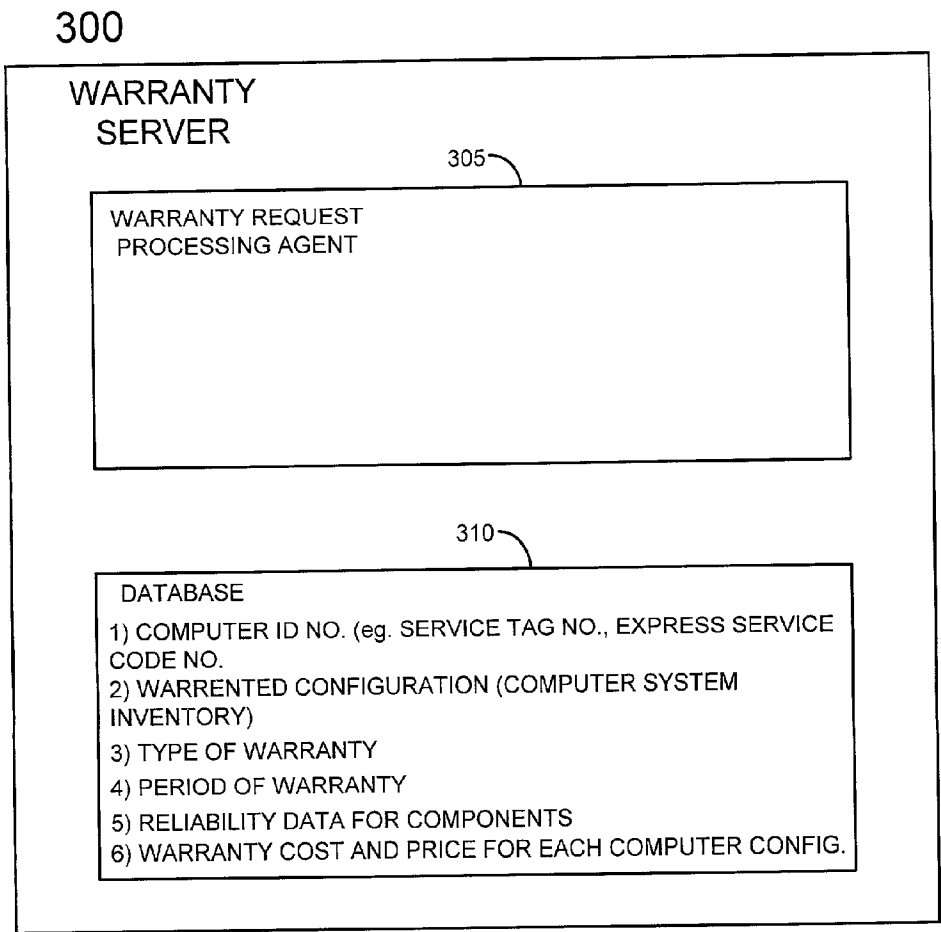 300
WARRANTY
SERVER
305
WARRANTY REQUEST
PROCESSING AGENT
310
DATABASE
1) COMPUTER ID NO. (eg. SERVICE TAG NO., EXPRESS SERVICE
CODE NO.
2) WARRENTED CONFIGURATION (COMPUTER SYSTEM
INVENTORY)
3) TYPE OF WARRANTY
4) PERIOD OF WARRANTY
5) RELIABILITY DATA FOR COMPONENTS
6) WARRANTY COST AND PRICE FOR EACH COMPUTER CONFIG.